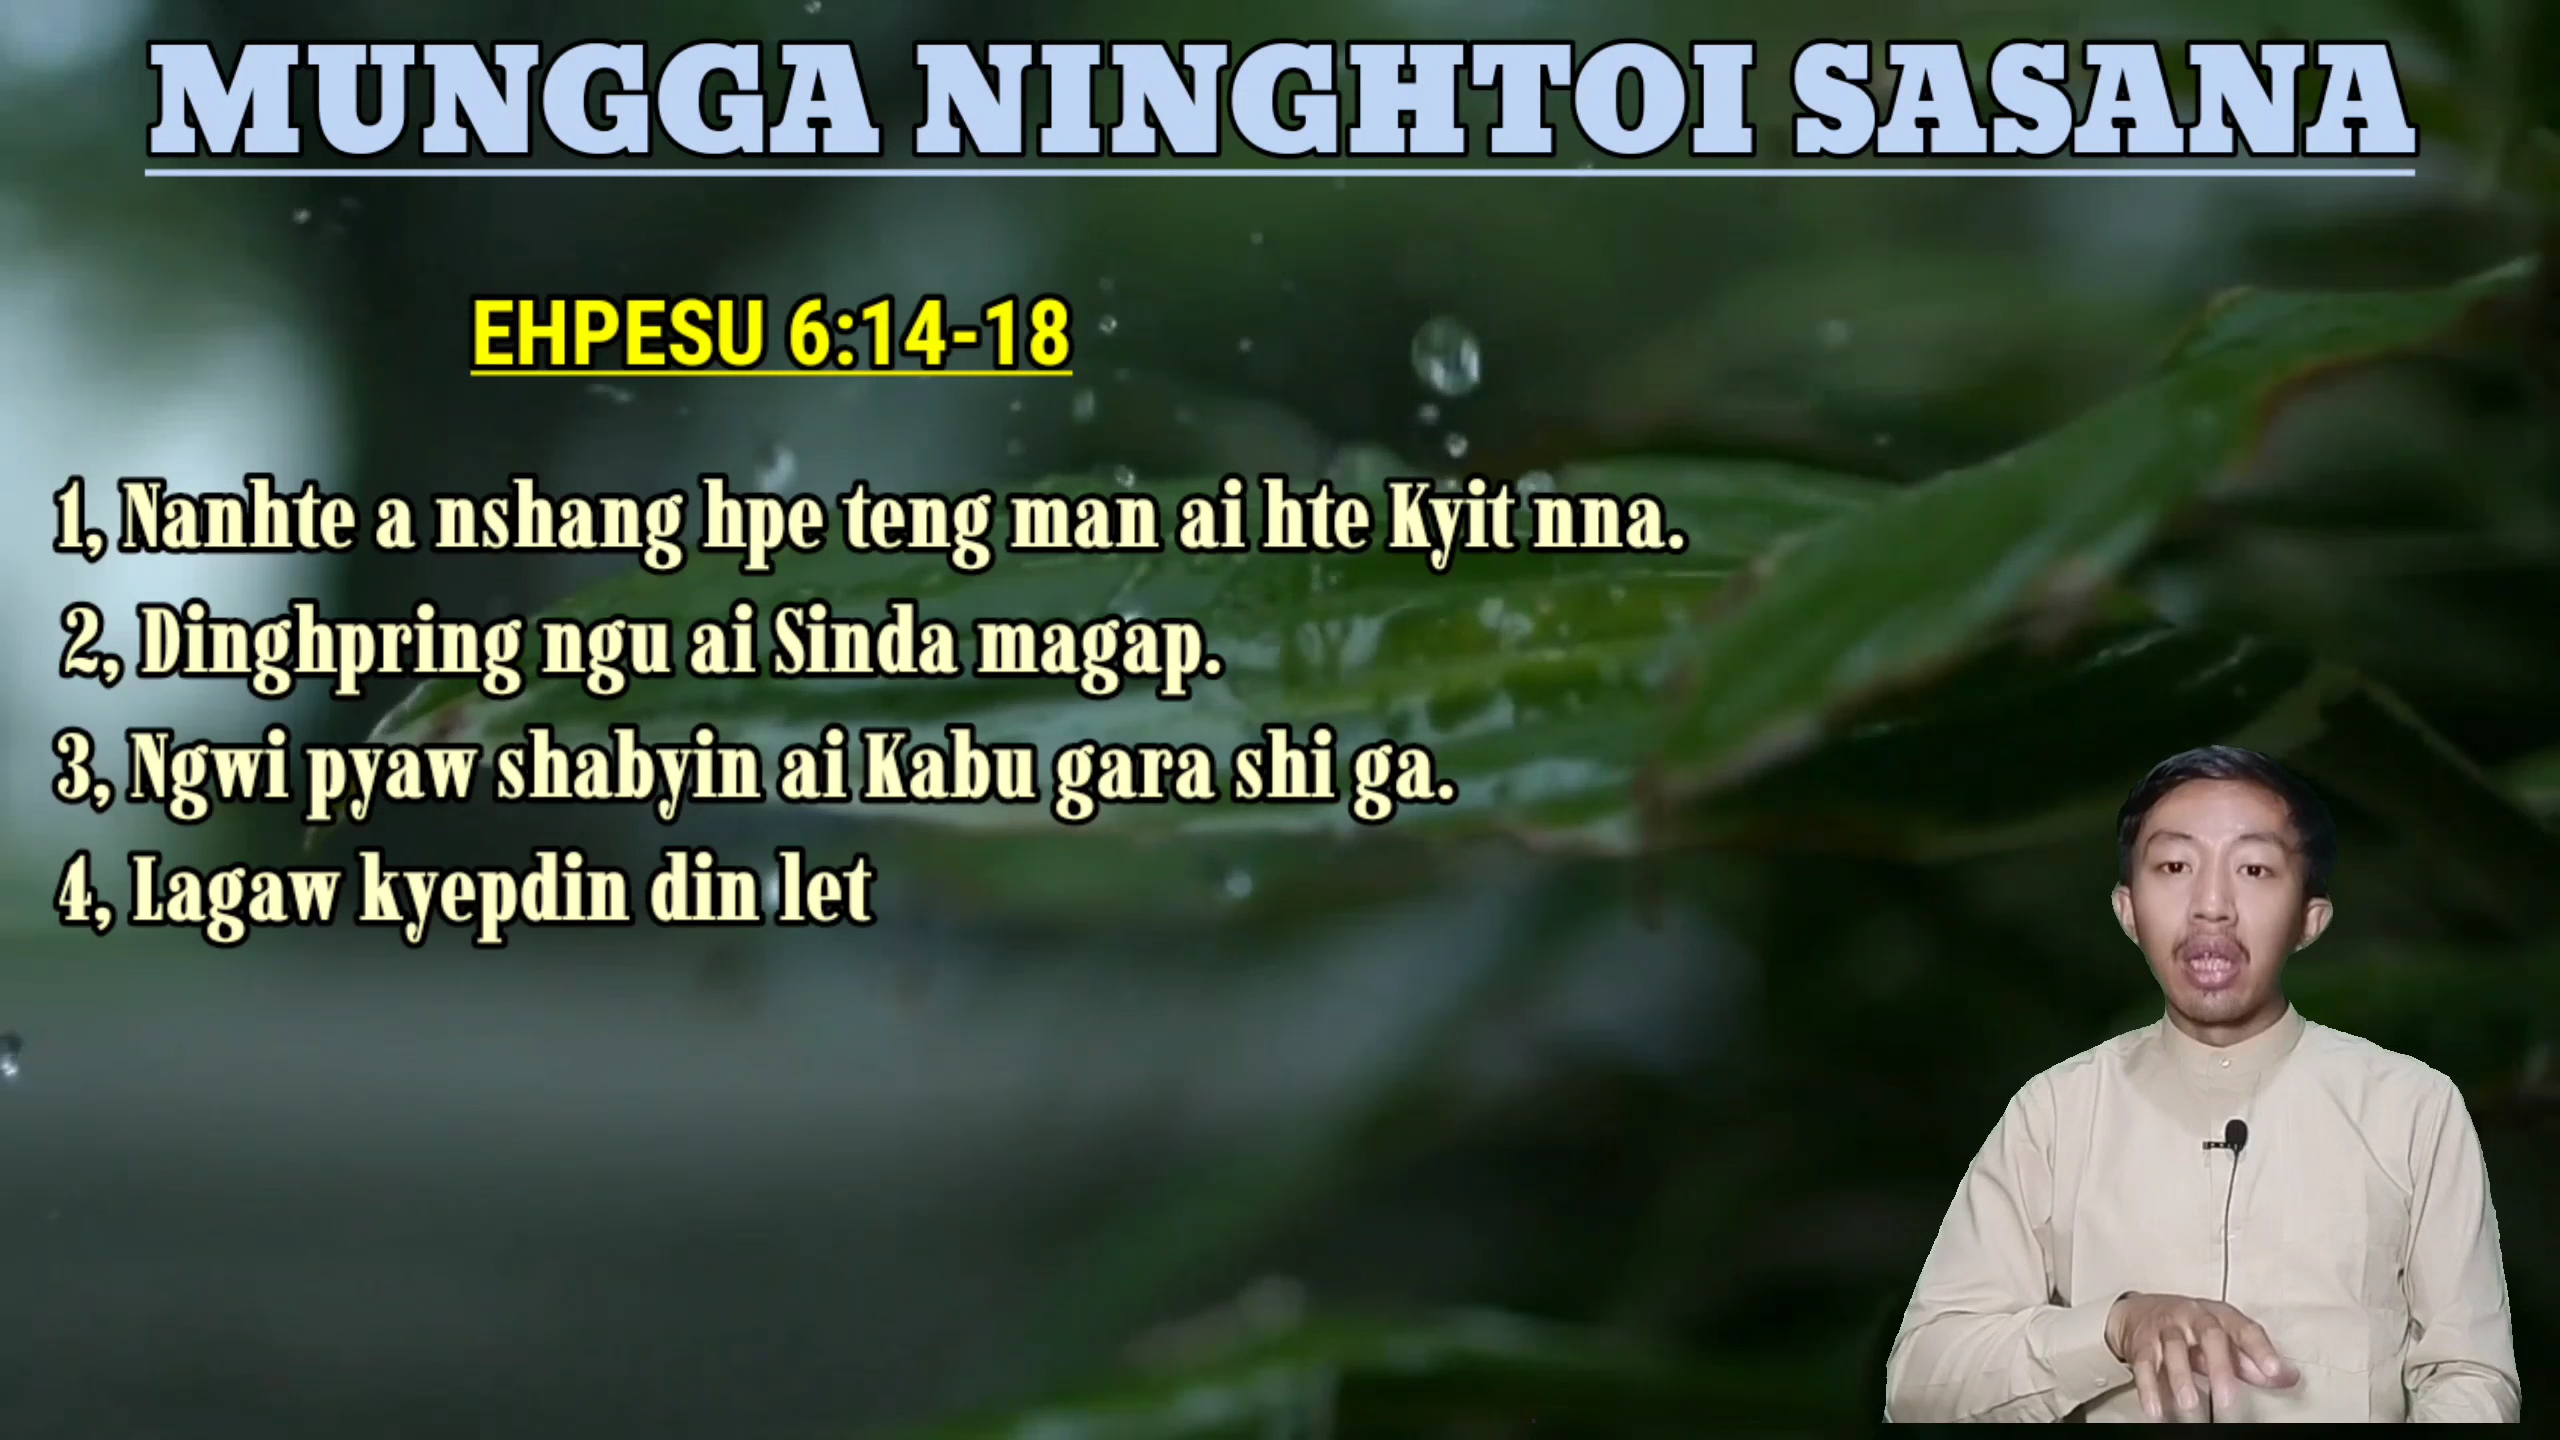 MUNGGA NINGHTOI SASANA
EHPESU 6:14-18
1, Nanhte a nshang hpe teng man ai hte Kyit nna.
2, Dinghpring ngu ai Sinda magap.
3, Ngwi pyaw shabyin ai Kabu gara shi ga.
4, Lagaw kyepdin din let